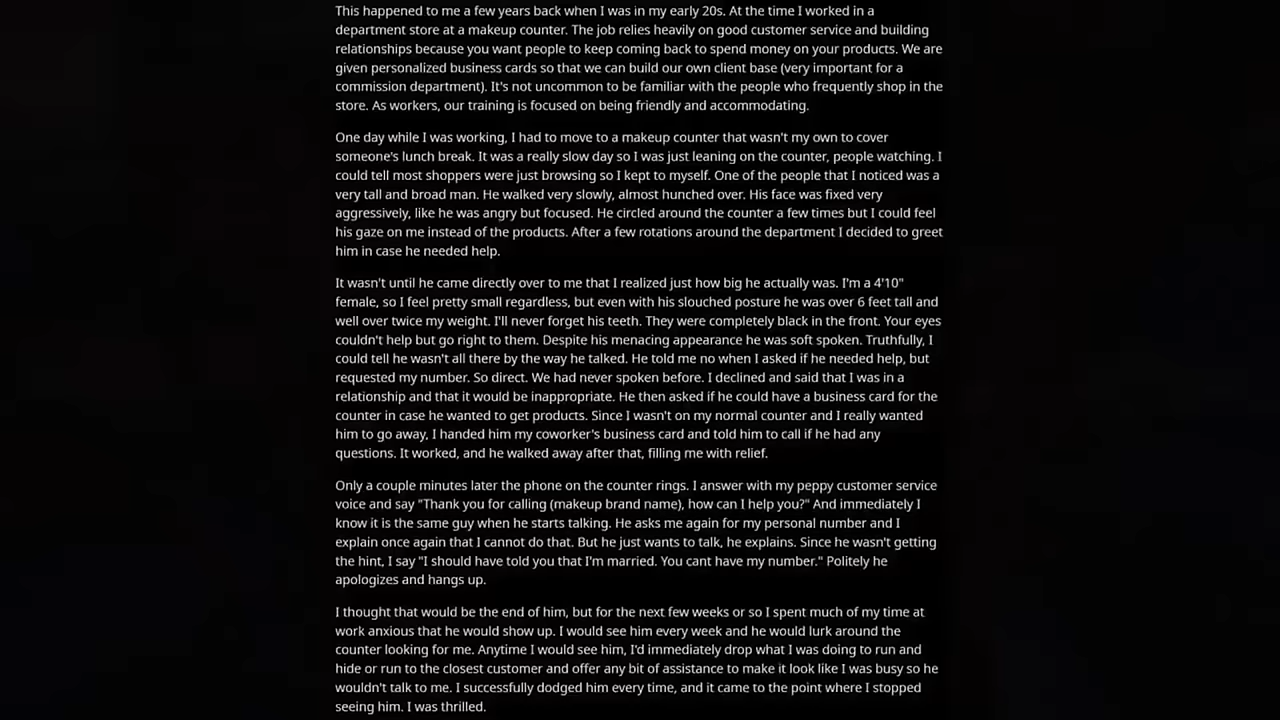 This happened to me a few years back when I was in my early 20s. At the time I worked in a
department store at a makeup counter. The job relies heavily on good customer service and building
relationships because you want people to keep coming back to spend money on your products. We are
given personalized business cards so that we can build our own client base (very important for a
commission department). It's not uncommon to be familiar with the people who frequently shop in the
store. As workers, our training is focused on being friendly and accommodating.
One day while I was working, I had to move to a makeup counter that wasn't my own to cover
someone's lunch break. It was a really slow day so I was just leaning on the counter, people watching. I
could tell most shoppers were just browsing so I kept to myself. One of the people that I noticed was a
very tall and broad man. He walked very slowly, almost hunched over. His face was fixed very
aggressively, like he was angry but focused. He circled around the counter a few times but I could feel
his gaze on me instead of the products. After a few rotations around the department I decided to greet
him in case he needed help.
It wasn't until he came directly over to me that I realized just how big he actually was. I'm a 4'10"
female, so I feel pretty small regardless, but even with his slouched posture he was over 6 feet tall and
well over twice my weight. I'll never forget his teeth. They were completely black in the front. Your eyes
couldn't help but go right to them. Despite his menacing appearance he was soft spoken. Truthfully, I
could tell he wasn't all there by the way he talked. He told me no when I asked if he needed help, but
requested my number. So direct. We had never spoken before. I declined and said that I was in a
relationship and that it would be inappropriate. He then asked if he could have a business card for the
counter in case he wanted to get products. Since I wasn't on my normal counter and I really wanted
him to go away, I handed him my coworker's business card and told him to call if he had any
questions. It worked, and he walked away after that, filling me with relief.
Only a couple minutes later the phone on the counter rings. I answer with my peppy customer service
voice and say "Thank you for calling (makeup brand name), how can I help you?" And immediately I
know it is the same guy when he starts talking. He asks me again for my personal number and I
explain once again that I cannot do that. But he just wants to talk, he explains. Since he wasn't getting
the hint, I say "I should have told you that I'm married. You cant have my number." Politely he
apologizes and hangs up.
I thought that would be the end of him, but for the next few weeks or so I spent much of my time at
work anxious that he would show up. I would see him every week and he would lurk around the
counter looking for me. Anytime I would see him, I'd immediately drop what I was doing to run and
hide or run to the closest customer and offer any bit of assistance to make it look like I was busy so he
wouldn't talk to me. I successfully dodged him every time, and it came to the point where I stopped
seeing him. I was thrilled.